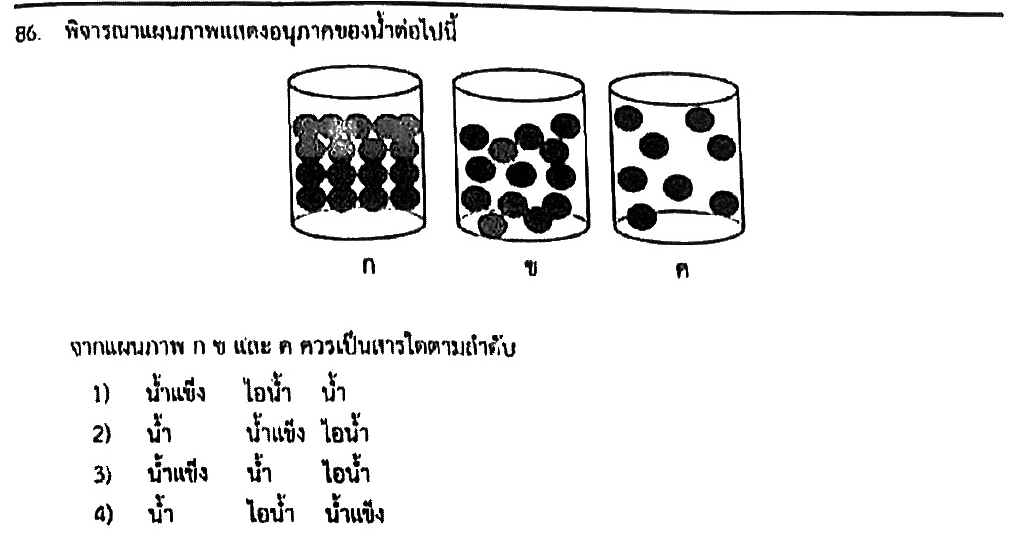 86. พิจารณาแผนภาพแสดงอนุภาคของน้ำต่อไปนี้
ก ข ค
จากแผนภาพ ก ข และ ค ควรเป็นสารใดตามลำดับ
1) น้ำแข็ง ไอน้ำ น้ำ
2) น้ำ น้ำแข็ง ไอน้ำ
3) น้ำแข็ง น้ำ ไอน้ำ
4) น้ำ ไอน้ำ น้ำแข็ง